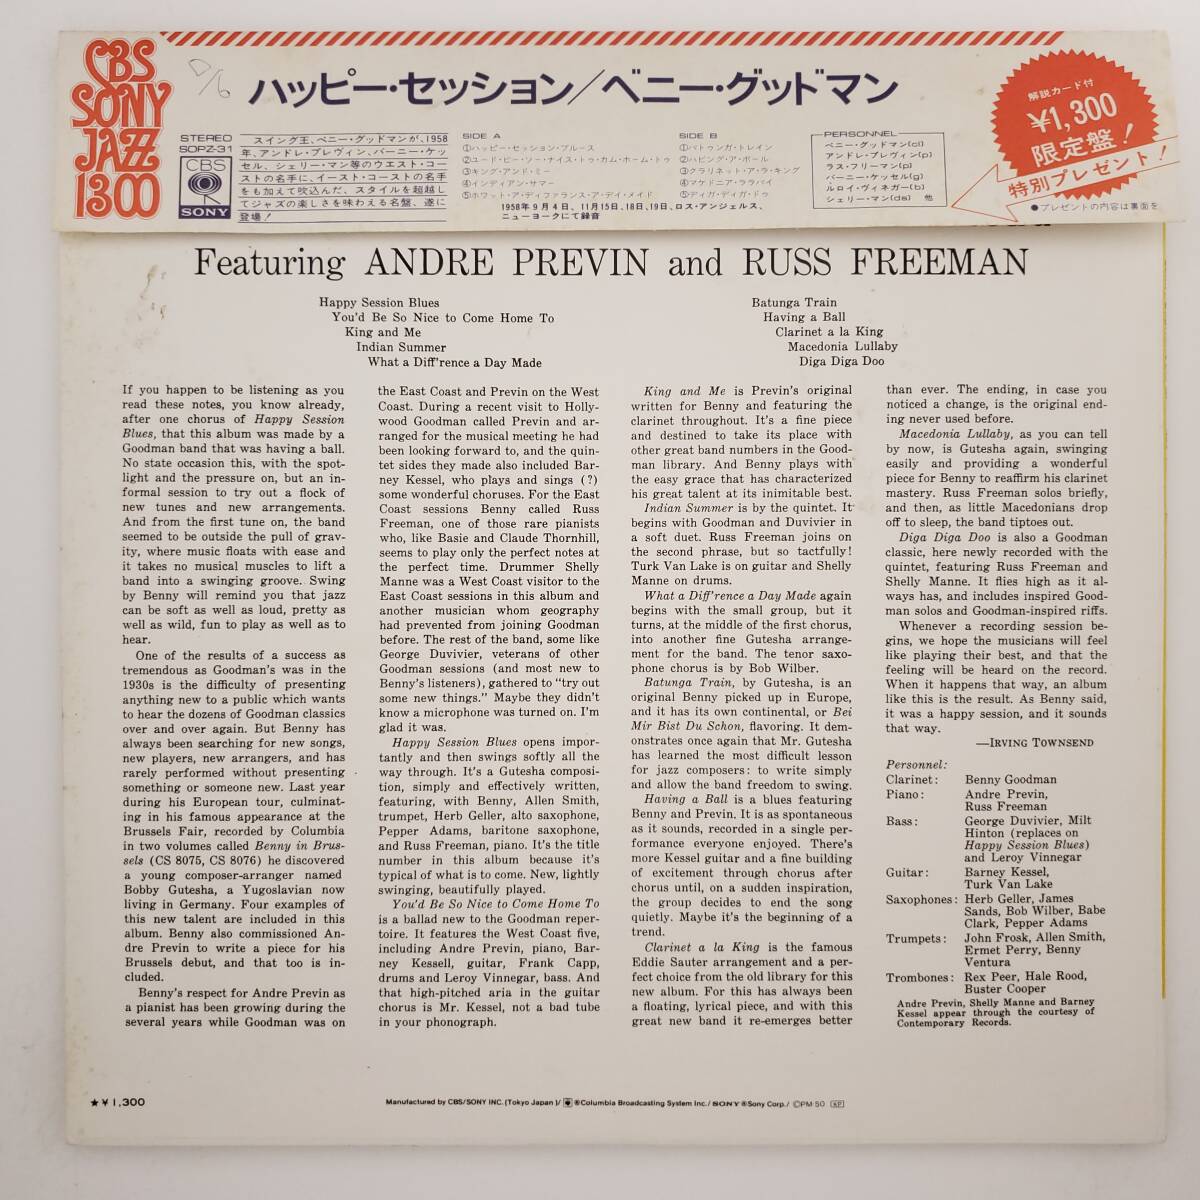 CBS
SONY
JAZZ
1300
D/6
ハッピー・セッション/ベニー・グッドマン
解説カード付
¥1,300
限定盤!
特別プレゼント!
●プレゼントの内容は裏面を
STEREO
SOPZ-31
CBS
SONY
スイング王、ベニー・グッドマンが、1958
年、アンドレ・プレヴィン、バーニー・ケッ
セル、シェリー・マン等のウエスト・コー
ストの名手に、イースト・コーストの名手
をも加えて吹込んだ、スタイルを超越し
てジャズの楽しさを味わえる名盤、遂に
登場!
SIDE A
①ハッピー・セッション・ブルース
②ユード・ビー・ソー・ナイス・トゥ・カム・ホーム・トゥ
③キング・アンド・ミー
④インディアン・サマー
⑤ホワット・ア・ディファランス・ア・デイ・メイド
SIDE B
①バトゥンガ・トレイン
②ハビング・ア・ボール
③クラリネット・ア・ラ・キング
④マケドニア・ララバイ
⑤ディガ・ディガ・ドゥ
1958年9月4日、11月15日、18日、19日、ロス・アンジェルス、
ニューヨークにて録音
PERSONNEL
ベニー・グッドマン(cl)
アンドレ・プレヴィン(p)
ラス・フリーマン(p)
バーニー・ケッセル(g)
ルロイ・ヴィネガー(b)
シェリー・マン(ds) 他
Featuring ANDRE PREVIN and RUSS FREEMAN
Happy Session Blues
You'd Be So Nice to Come Home To
King and Me
Indian Summer
What a Diff'rence a Day Made
Batunga Train
Having a Ball
Clarinet a la King
Macedonia Lullaby
Diga Diga Doo
If you happen to be listening as you
read these notes, you know already,
after one chorus of Happy Session
Blues, that this album was made by a
Goodman band that was having a ball.
No state occasion this, with the spot-
light and the pressure on, but an in-
formal session to try out a flock of
new tunes and new arrangements.
And from the first tune on, the band
seemed to be outside the pull of grav-
ity, where music floats with ease and
it takes no musical muscles to lift a
band into a swinging groove. Swing
by Benny will remind you that jazz
can be soft as well as loud, pretty as
well as wild, fun to play as well as to
hear.
One of the results of a success as
tremendous as Goodman's was in the
1930s is the difficulty of presenting
anything new to a public which wants
to hear the dozens of Goodman classics
over and over again. But Benny has
always been searching for new songs,
new players, new arrangers, and has
rarely performed without presenting
something or someone new. Last year
during his European tour, culminat-
ing in his famous appearance at the
Brussels Fair, recorded by Columbia
in two volumes called Benny in Brus-
sels (CS 8075, CS 8076) he discovered
a young composer-arranger named
Bobby Gutesha, a Yugoslavian now
living in Germany. Four examples of
this new talent are included in this
album. Benny also commissioned An-
dre Previn to write a piece for his
Brussels debut, and that too is in-
cluded.
Benny's respect for Andre Previn as
a pianist has been growing during the
several years while Goodman was on
the East Coast and Previn on the West
Coast. During a recent visit to Holly-
wood Goodman called Previn and ar-
ranged for the musical meeting he had
been looking forward to, and the quin-
tet sides they made also included Bar-
ney Kessel, who plays and sings (?)
some wonderful choruses. For the East
Coast sessions Benny called Russ
Freeman, one of those rare pianists
who, like Basie and Claude Thornhill,
seems to play only the perfect notes at
the perfect time. Drummer Shelly
Manne was a West Coast visitor to the
East Coast sessions in this album and
another musician whom geography
had prevented from joining Goodman
before. The rest of the band, some like
George Duvivier, veterans of other
Goodman sessions (and most new to
Benny's listeners), gathered to "try out
some new things." Maybe they didn't
know a microphone was turned on. I'm
glad it was.
Happy Session Blues opens impor-
tantly and then swings softly all the
way through. It's a Gutesha composi-
tion, simply and effectively written,
featuring, with Benny, Allen Smith,
trumpet, Herb Geller, alto saxophone,
Pepper Adams, baritone saxophone,
and Russ Freeman, piano. It's the title
number in this album because it's
typical of what is to come. New, lightly
swinging, beautifully played.
You'd Be So Nice to Come Home To
is a ballad new to the Goodman reper-
toire. It features the West Coast five,
including Andre Previn, piano, Bar-
ney Kessell, guitar, Frank Capp,
drums and Leroy Vinnegar, bass. And
that high-pitched aria in the guitar
chorus is Mr. Kessel, not a bad tube
in your phonograph.
King and Me is Previn's original
written for Benny and featuring the
clarinet throughout. It's a fine piece
and destined to take its place with
other great band numbers in the Good-
man library. And Benny plays with
the easy grace that has characterized
his great talent at its inimitable best.
Indian Summer is by the quintet. It
begins with Goodman and Duvivier in
a soft duet. Russ Freeman joins on
the second phrase, but so tactfully!
Turk Van Lake is on guitar and Shelly
Manne on drums.
What a Diff'rence a Day Made again
begins with the small group, but it
turns, at the middle of the first chorus,
into another fine Gutesha arrange-
ment for the band. The tenor saxo-
phone chorus is by Bob Wilber.
Batunga Train, by Gutesha, is an
original Benny picked up in Europe,
and it has its own continental, or Bei
Mir Bist Du Schon, flavoring. It dem-
onstrates once again that Mr. Gutesha
has learned the most difficult lesson
for jazz composers: to write simply
and allow the band freedom to swing.
Having a Ball is a blues featuring
Benny and Previn. It is as spontaneous
as it sounds, recorded in a single per-
formance everyone enjoyed. There's
more Kessel guitar and a fine building
of excitement through chorus after
chorus until, on a sudden inspiration,
the group decides to end the song
quietly. Maybe it's the beginning of a
trend.
Clarinet a la King is the famous
Eddie Sauter arrangement and a per-
fect choice from the old library for this
new album. For this has always been
a floating, lyrical piece, and with this
great new band it re-emerges better
than ever. The ending, in case you
noticed a change, is the original end-
ing never used before.
Macedonia Lullaby, as you can tell
by now, is Gutesha again, swinging
easily and providing a wonderful
piece for Benny to reaffirm his clarinet
mastery. Russ Freeman solos briefly,
and then, as little Macedonians drop
off to sleep, the band tiptoes out.
Diga Diga Doo is also a Goodman
classic, here newly recorded with the
quintet, featuring Russ Freeman and
Shelly Manne. It flies high as it al-
ways has, and includes inspired Good-
man solos and Goodman-inspired riffs.
Whenever a recording session be-
gins, we hope the musicians will feel
like playing their best, and that the
feeling will be heard on the record.
When it happens that way, an album
like this is the result. As Benny said,
it was a happy session, and it sounds
that way.
—IRVING TOWNSEND
Personnel:
Clarinet: Benny Goodman
Piano: Andre Previn,
Russ Freeman
Bass: George Duvivier, Milt
Hinton (replaces on
Happy Session Blues)
and Leroy Vinnegar
Guitar: Barney Kessel,
Turk Van Lake
Saxophones: Herb Geller, James
Sands, Bob Wilber, Babe
Clark, Pepper Adams
Trumpets: John Frosk, Allen Smith,
Ermet Perry, Benny
Ventura
Trombones: Rex Peer, Hale Rood,
Buster Cooper
Andre Previn, Shelly Manne and Barney
Kessel appear through the courtesy of
Contemporary Records.
★¥1,300
Manufactured by CBS/SONY INC. (Tokyo Japan)/ ®Columbia Broadcasting System Inc./ SONY ®Sony Corp./ ©PM·50